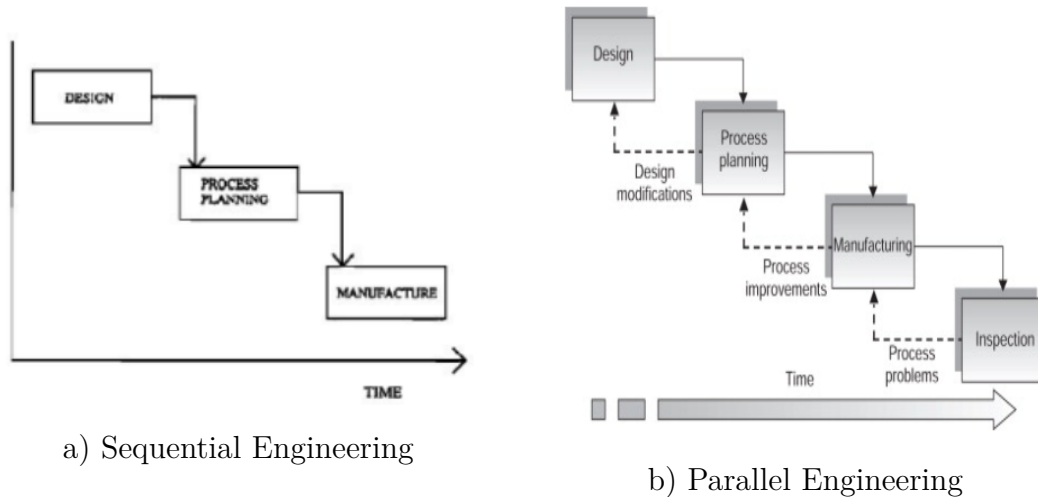 DESIGN
PROCESS
PLANNING
MANUFACTURE
TIME
a) Sequential Engineering
Design
Process
planning
Design
modifications
Manufacturing
Process
improvements
Inspection
Process
problems
Time
b) Parallel Engineering